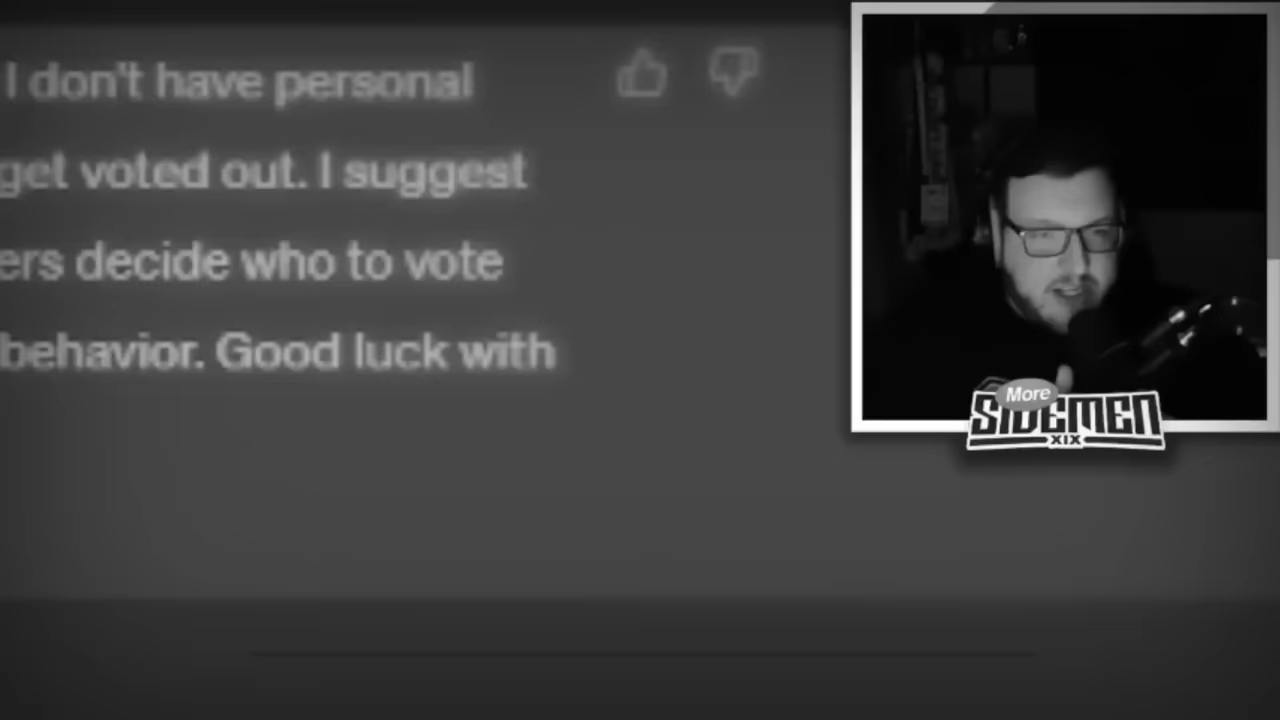 I don't have personal
get voted out. I suggest
ers decide who to vote
behavior. Good luck with
More
SIDEMEN
XIX